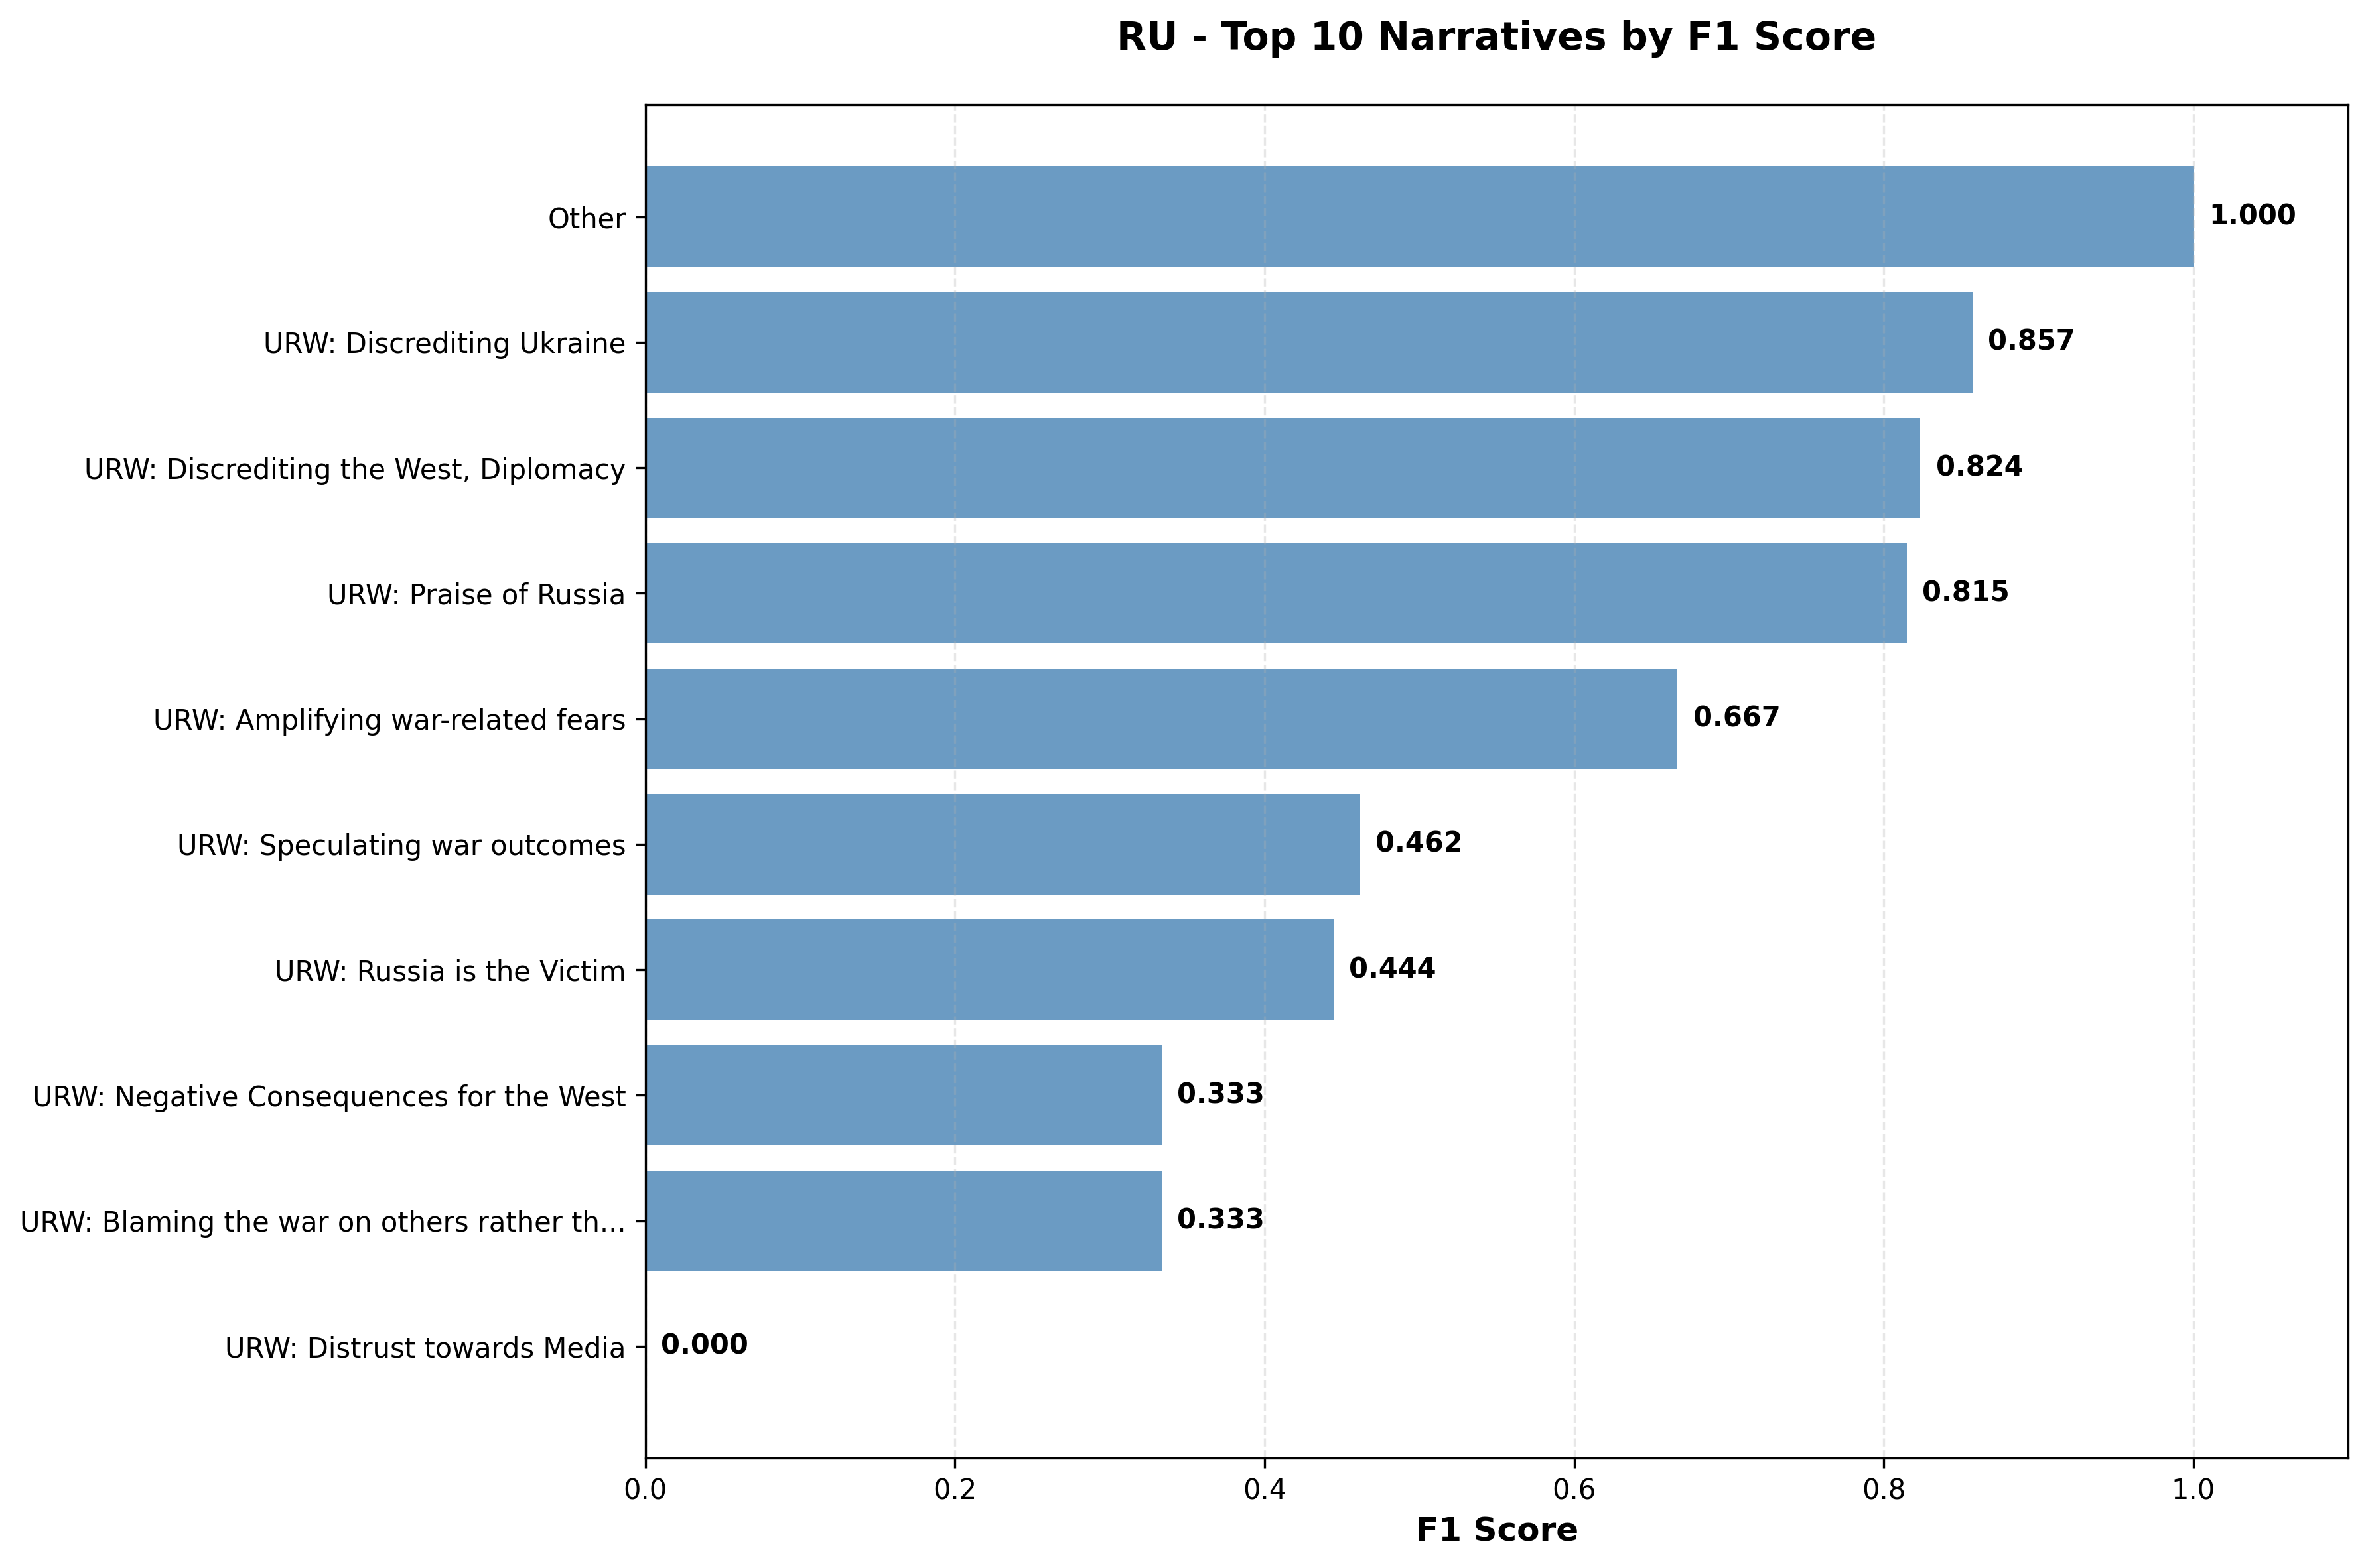 RU - Top 10 Narratives by F1 Score
Other
1.000
URW: Discrediting Ukraine
0.857
URW: Discrediting the West, Diplomacy
0.824
URW: Praise of Russia
0.815
URW: Amplifying war-related fears
0.667
URW: Speculating war outcomes
0.462
URW: Russia is the Victim
0.444
URW: Negative Consequences for the West
0.333
URW: Blaming the war on others rather th...
0.333
URW: Distrust towards Media
0.000
0.0 0.2 0.4 0.6 0.8 1.0
F1 Score